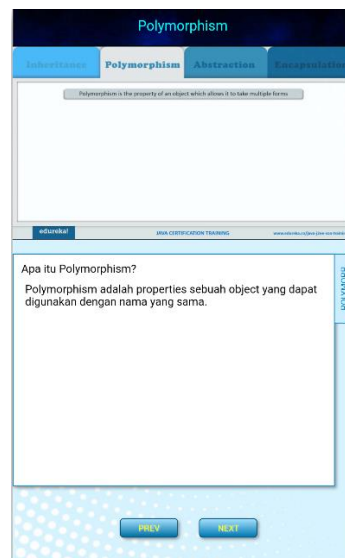 Polymorphism
Inheritance
Polymorphism
Abstraction
Encapsulation
Polymorphism is the property of an object which allows it to take multiple forms
edureka!
JAVA CERTIFICATION TRAINING
Apa itu Polymorphism?
Polymorphism adalah properties sebuah object yang dapat
digunakan dengan nama yang sama.
POLYMORP
PREV
NEXT